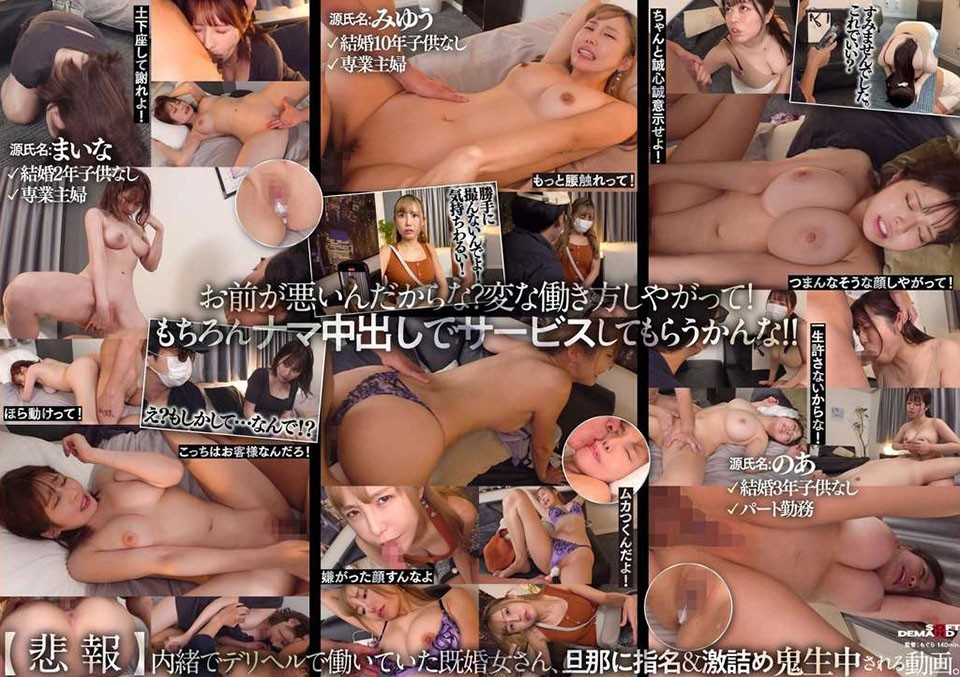 土下座して謝れよ!
源氏名:まいな
✓結婚2年子供なし
✓専業主婦
源氏名:みゆう
✓結婚10年子供なし
✓専業主婦
もっと腰触れって!
ちゃんと誠心誠意示せよ!
すみませんでした。
これでいい?
つまんなそうな顔しやがって!
勝手に
撮んないでよ!
気持ちわるい!
お前が悪いんだからな?変な働き方しやがって!
もちろんナマ中出しでサービスしてもらうかんな!!
ほら動けって!
え?もしかして…なんで!?
こっちはお客様なんだろ!
一生許さないからな!
源氏名:のあ
✓結婚3年子供なし
✓パート勤務
ムカつくんだよ!
嫌がった顔すんなよ
SOFT
DEMAND
監督:もぐら 140min.
【悲報】内緒でデリヘルで働いていた既婚女さん、旦那に指名&激詰め鬼生中される動画。